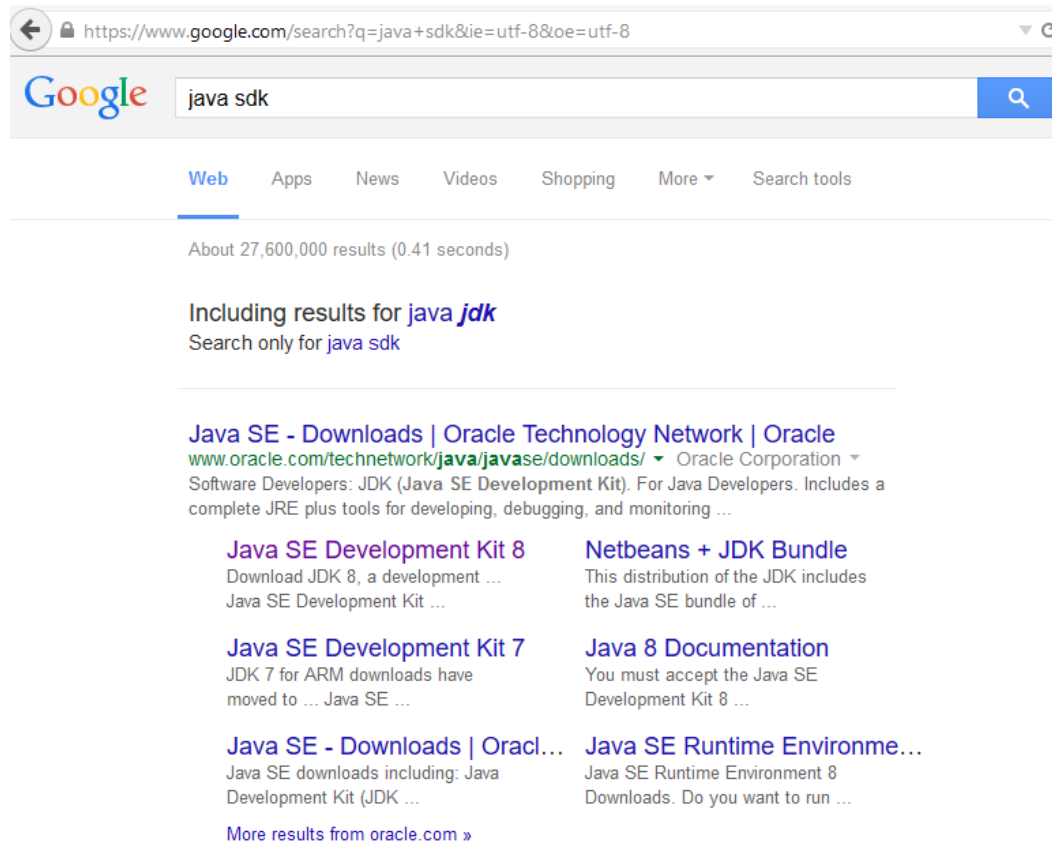 https://www.google.com/search?q=java+sdk&ie=utf-8&oe=utf-8
Google java sdk
Web Apps News Videos Shopping More Search tools
About 27,600,000 results (0.41 seconds)
Including results for java jdk
Search only for java sdk
Java SE - Downloads | Oracle Technology Network | Oracle
www.oracle.com/technetwork/java/javase/downloads/ Oracle Corporation
Software Developers: JDK (Java SE Development Kit). For Java Developers. Includes a
complete JRE plus tools for developing, debugging, and monitoring ...
Java SE Development Kit 8
Download JDK 8, a development ...
Java SE Development Kit ...
Netbeans + JDK Bundle
This distribution of the JDK includes
the Java SE bundle of ...
Java SE Development Kit 7
JDK 7 for ARM downloads have
moved to ... Java SE ...
Java 8 Documentation
You must accept the Java SE
Development Kit 8 ...
Java SE - Downloads | Oracl...
Java SE downloads including: Java
Development Kit (JDK ...
Java SE Runtime Environme...
Java SE Runtime Environment 8
Downloads. Do you want to run ...
More results from oracle.com »